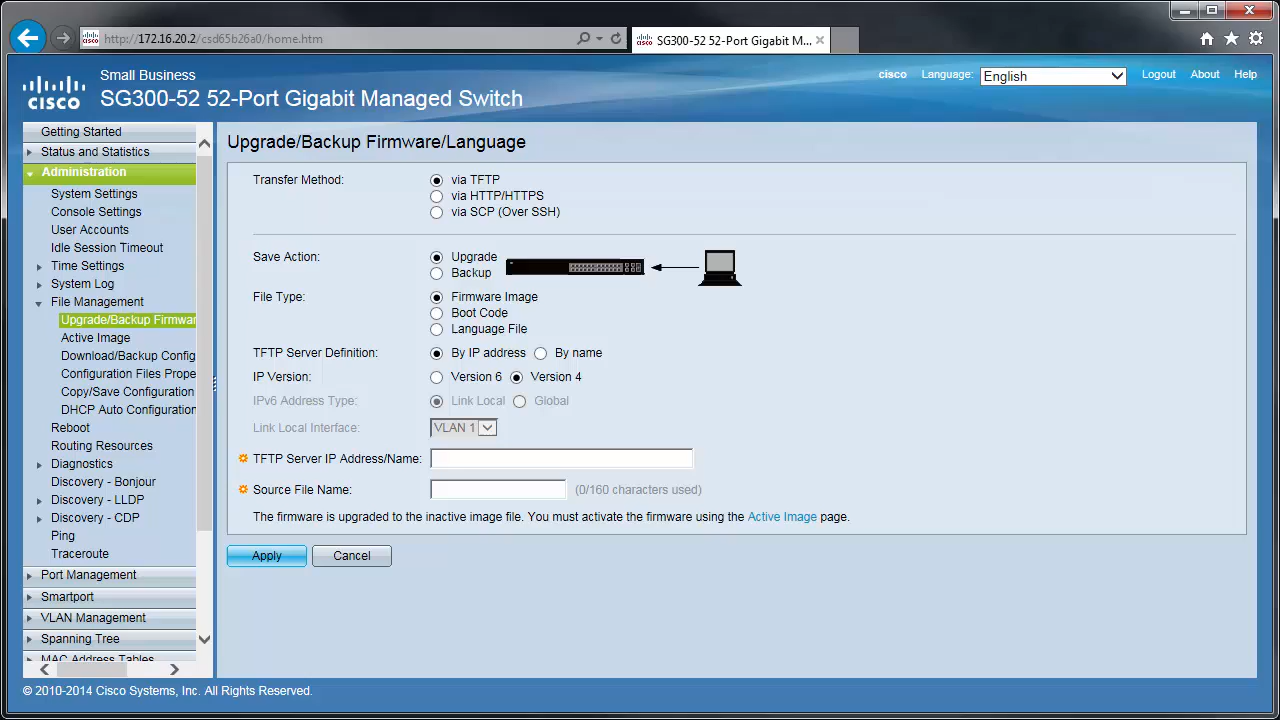 http://172.16.20.2/csd65b26a0/home.htm
SG300-52 52-Port Gigabit M...
Small Business
cisco
SG300-52 52-Port Gigabit Managed Switch
cisco Language: English Logout About Help
Getting Started
Status and Statistics
Administration
System Settings
Console Settings
User Accounts
Idle Session Timeout
Time Settings
System Log
File Management
Upgrade/Backup Firmwar
Active Image
Download/Backup Config
Configuration Files Prope
Copy/Save Configuration
DHCP Auto Configuration
Reboot
Routing Resources
Diagnostics
Discovery - Bonjour
Discovery - LLDP
Discovery - CDP
Ping
Traceroute
Port Management
Smartport
VLAN Management
Spanning Tree
MAC Address Tables
Upgrade/Backup Firmware/Language
Transfer Method: via TFTP
via HTTP/HTTPS
via SCP (Over SSH)
Save Action: Upgrade
Backup
File Type: Firmware Image
Boot Code
Language File
TFTP Server Definition: By IP address By name
IP Version: Version 6 Version 4
IPv6 Address Type: Link Local Global
Link Local Interface: VLAN 1
TFTP Server IP Address/Name:
Source File Name: (0/160 characters used)
The firmware is upgraded to the inactive image file. You must activate the firmware using the Active Image page.
Apply Cancel
© 2010-2014 Cisco Systems, Inc. All Rights Reserved.